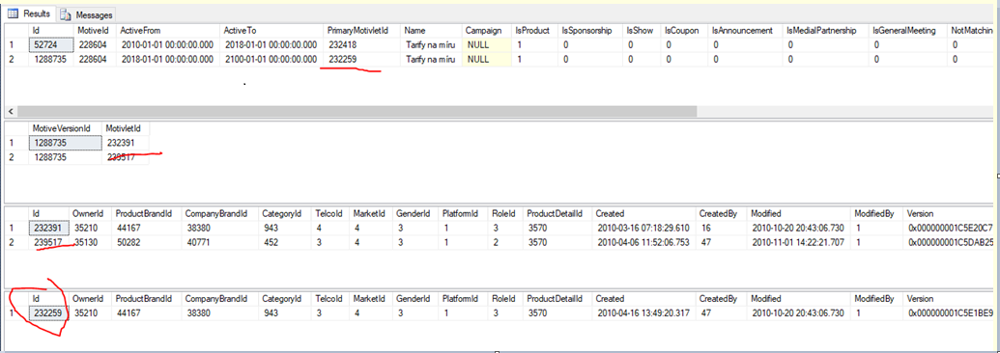 Results Messages
Id MotiveId ActiveFrom ActiveTo PrimaryMotivletId Name Campaign IsProduct IsSponsorship IsShow IsCoupon IsAnnouncement IsMedialPartnership IsGeneralMeeting NotMatchin
1 52724 228604 2010-01-01 00:00:00.000 2018-01-01 00:00:00.000 232418 Tarify na míru NULL 1 0 0 0 0 0 0 0
2 1288735 228604 2018-01-01 00:00:00.000 2100-01-01 00:00:00.000 232259 Tarify na míru NULL 1 0 0 0 0 0 0 0
MotiveVersionId MotivletId
1 1288735 232391
2 1288735 239517
Id OwnerId ProductBrandId CompanyBrandId CategoryId TelcoId MarketId GenderId PlatformId RoleId ProductDetailId Created CreatedBy Modified ModifiedBy Version
1 232391 35210 44167 38380 943 4 4 3 1 3 3570 2010-03-16 07:18:29.610 16 2010-10-20 20:43:06.730 1 0x000000001C5E20C7
2 239517 35130 50282 40771 452 3 4 3 1 2 3570 2010-04-06 11:52:06.753 47 2010-11-01 14:22:21.707 1 0x000000001C5DAB25
Id OwnerId ProductBrandId CompanyBrandId CategoryId TelcoId MarketId GenderId PlatformId RoleId ProductDetailId Created CreatedBy Modified ModifiedBy Version
1 232259 35210 44167 38380 943 3 4 3 1 3 3570 2010-04-16 13:49:20.317 47 2010-10-20 20:43:06.730 1 0x000000001C5E1BE9